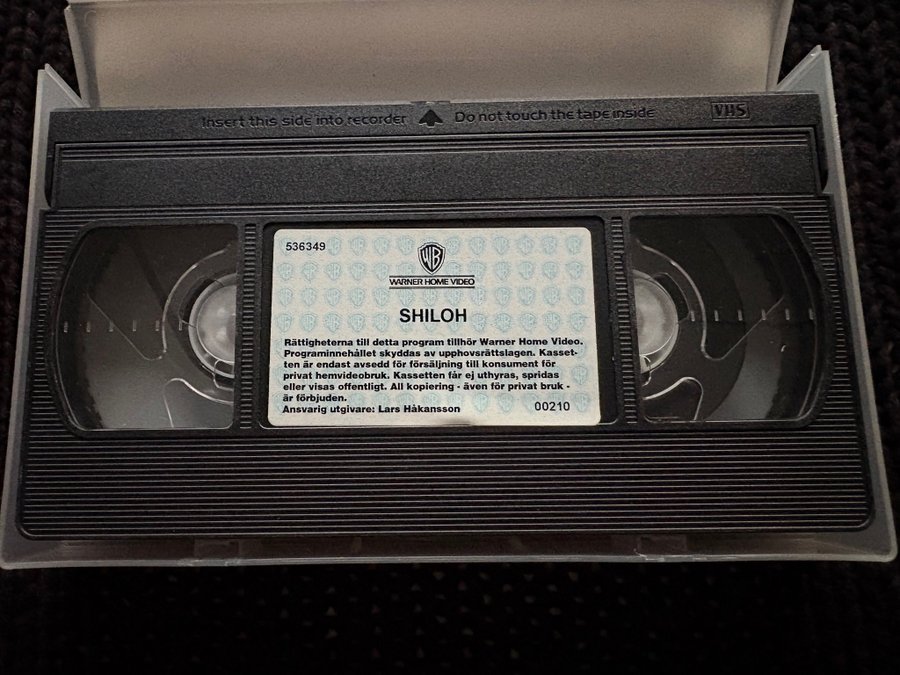 Insert this side into recorder Do not touch the tape inside VHS
536349
WB
WARNER HOME VIDEO
SHILOH
Rättigheterna till detta program tillhör Warner Home Video.
Programinnehållet skyddas av upphovsrättslagen. Kasset-
ten är endast avsedd för försäljning till konsument för
privat hemvideobruk. Kassetten får ej uthyras, spridas
eller visas offentligt. All kopiering - även för privat bruk -
är förbjuden.
Ansvarig utgivare: Lars Håkansson 00210